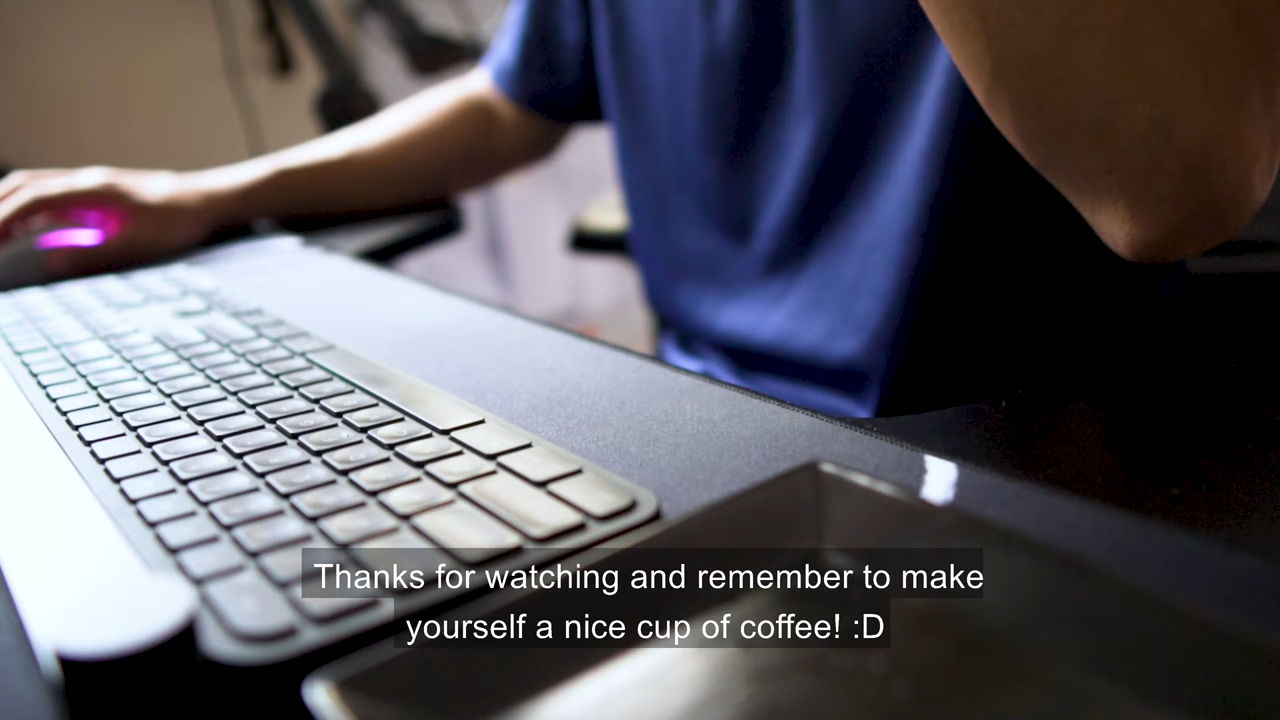 Thanks for watching and remember to make
yourself a nice cup of coffee! :D